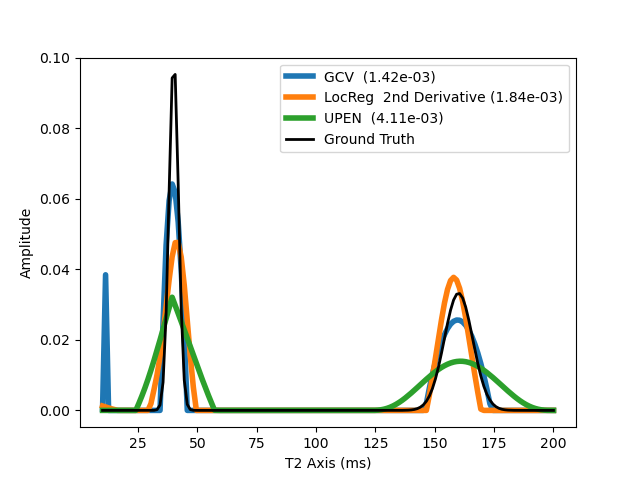 0.10
0.08
0.06
0.04
0.02
0.00
Amplitude
GCV (1.42e-03)
LocReg 2nd Derivative (1.84e-03)
UPEN (4.11e-03)
Ground Truth
25 50 75 100 125 150 175 200
T2 Axis (ms)